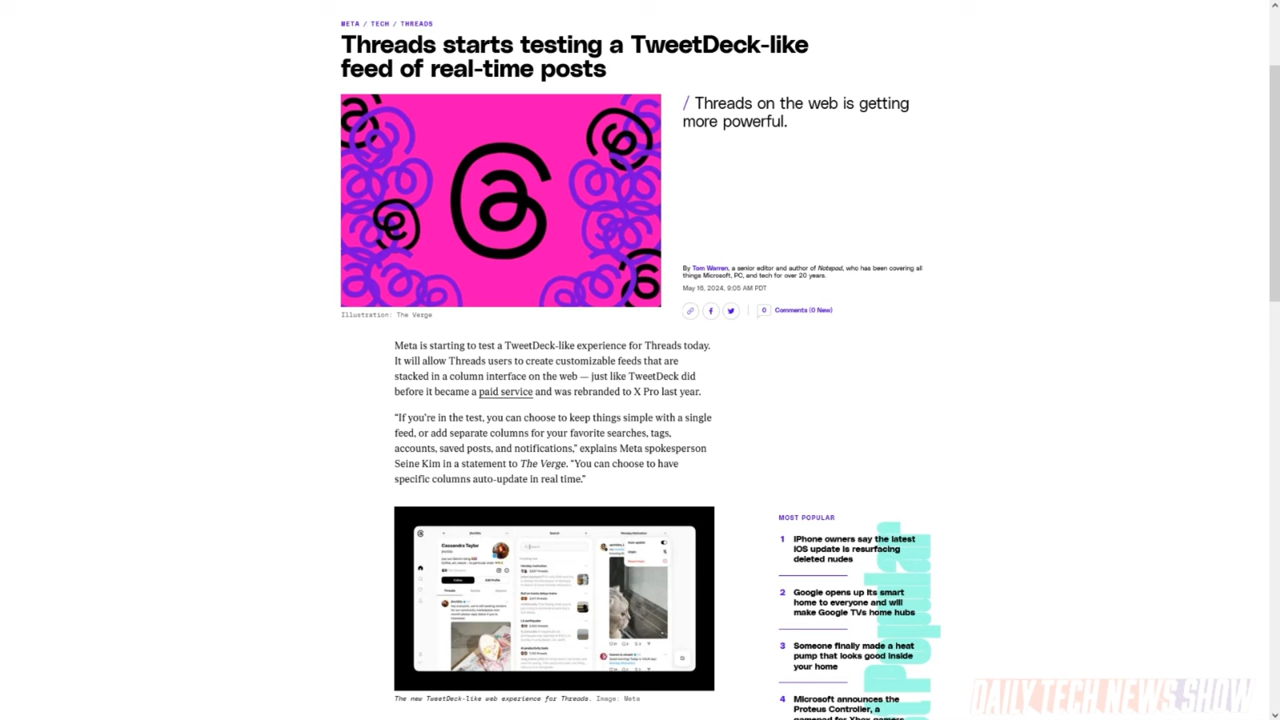 META / TECH / THREADS
Threads starts testing a TweetDeck-like
feed of real-time posts
/ Threads on the web is getting
more powerful.
By Tom Warren, a senior editor and author of Notepad, who has been covering all
things Microsoft, PC, and tech for over 20 years.
May 16, 2024, 9:05 AM PDT
0 Comments (0 New)
Illustration: The Verge
Meta is starting to test a TweetDeck-like experience for Threads today.
It will allow Threads users to create customizable feeds that are
stacked in a column interface on the web — just like TweetDeck did
before it became a paid service and was rebranded to X Pro last year.
“If you’re in the test, you can choose to keep things simple with a single
feed, or add separate columns for your favorite searches, tags,
accounts, saved posts, and notifications,” explains Meta spokesperson
Seine Kim in a statement to The Verge. “You can choose to have
specific columns auto-update in real time.”
Cassandra Taylor
Search
The new TweetDeck-like web experience for Threads. Image: Meta
MOST POPULAR
1 iPhone owners say the latest
iOS update is resurfacing
deleted nudes
2 Google opens up its smart
home to everyone and will
make Google TVs home hubs
3 Someone finally made a heat
pump that looks good inside
your home
4 Microsoft announces the
Proteus Controller, a
gamepad for Xbox gamers
DAILY TECH NEWS SHOW